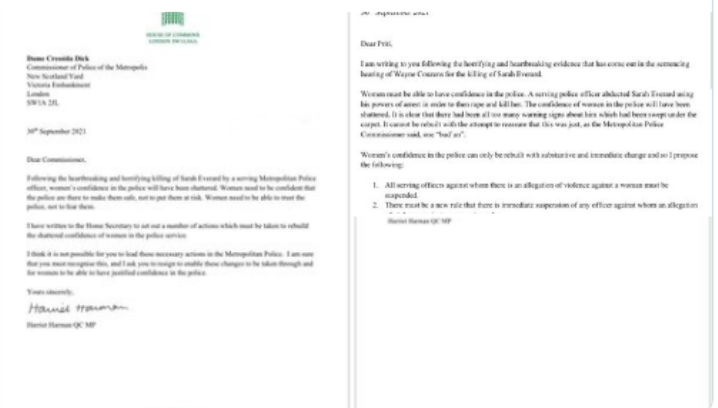 HOUSE OF COMMONS
LONDON SW1A 0AA
Dame Cressida Dick
Commissioner of Police of the Metropolis
New Scotland Yard
Victoria Embankment
London
SW1A 2JL
30th September 2021
Dear Commissioner,
Following the heartbreaking and horrifying killing of Sarah Everard by a serving Metropolitan Police
officer, women's confidence in the police will have been shattered. Women need to be confident that
the police are there to make them safe, not to put them at risk. Women need to be able to trust the
police, not to fear them.
I have written to the Home Secretary to set out a number of actions which must be taken to rebuild
the shattered confidence of women in the police service.
I think it is not possible for you to lead these necessary actions in the Metropolitan Police. I am sure
that you must recognise this, and I ask you to resign to enable these changes to be taken through and
for women to be able to have justified confidence in the police.
Yours sincerely,
Harriet Harman
Harriet Harman QC MP
30th September 2021
Dear Priti,
I am writing to you following the horrifying and heartbreaking evidence that has come out in the sentencing
hearing of Wayne Couzens for the killing of Sarah Everard.
Women must be able to have confidence in the police. A serving police officer abducted Sarah Everard using
his powers of arrest in order to then rape and kill her. The confidence of women in the police will have been
shattered. It is clear that there had been all too many warning signs about him which had been swept under the
carpet. It cannot be rebuilt with the attempt to reassure that this was just, as the Metropolitan Police
Commissioner said, one "bad'un".
Women's confidence in the police can only be rebuilt with substantive and immediate change and so I propose
the following:
1. All serving officers against whom there is an allegation of violence against a woman must be
suspended.
2. There must be a new rule that there is immediate suspension of any officer against whom an allegation
Harriet Harman QC MP